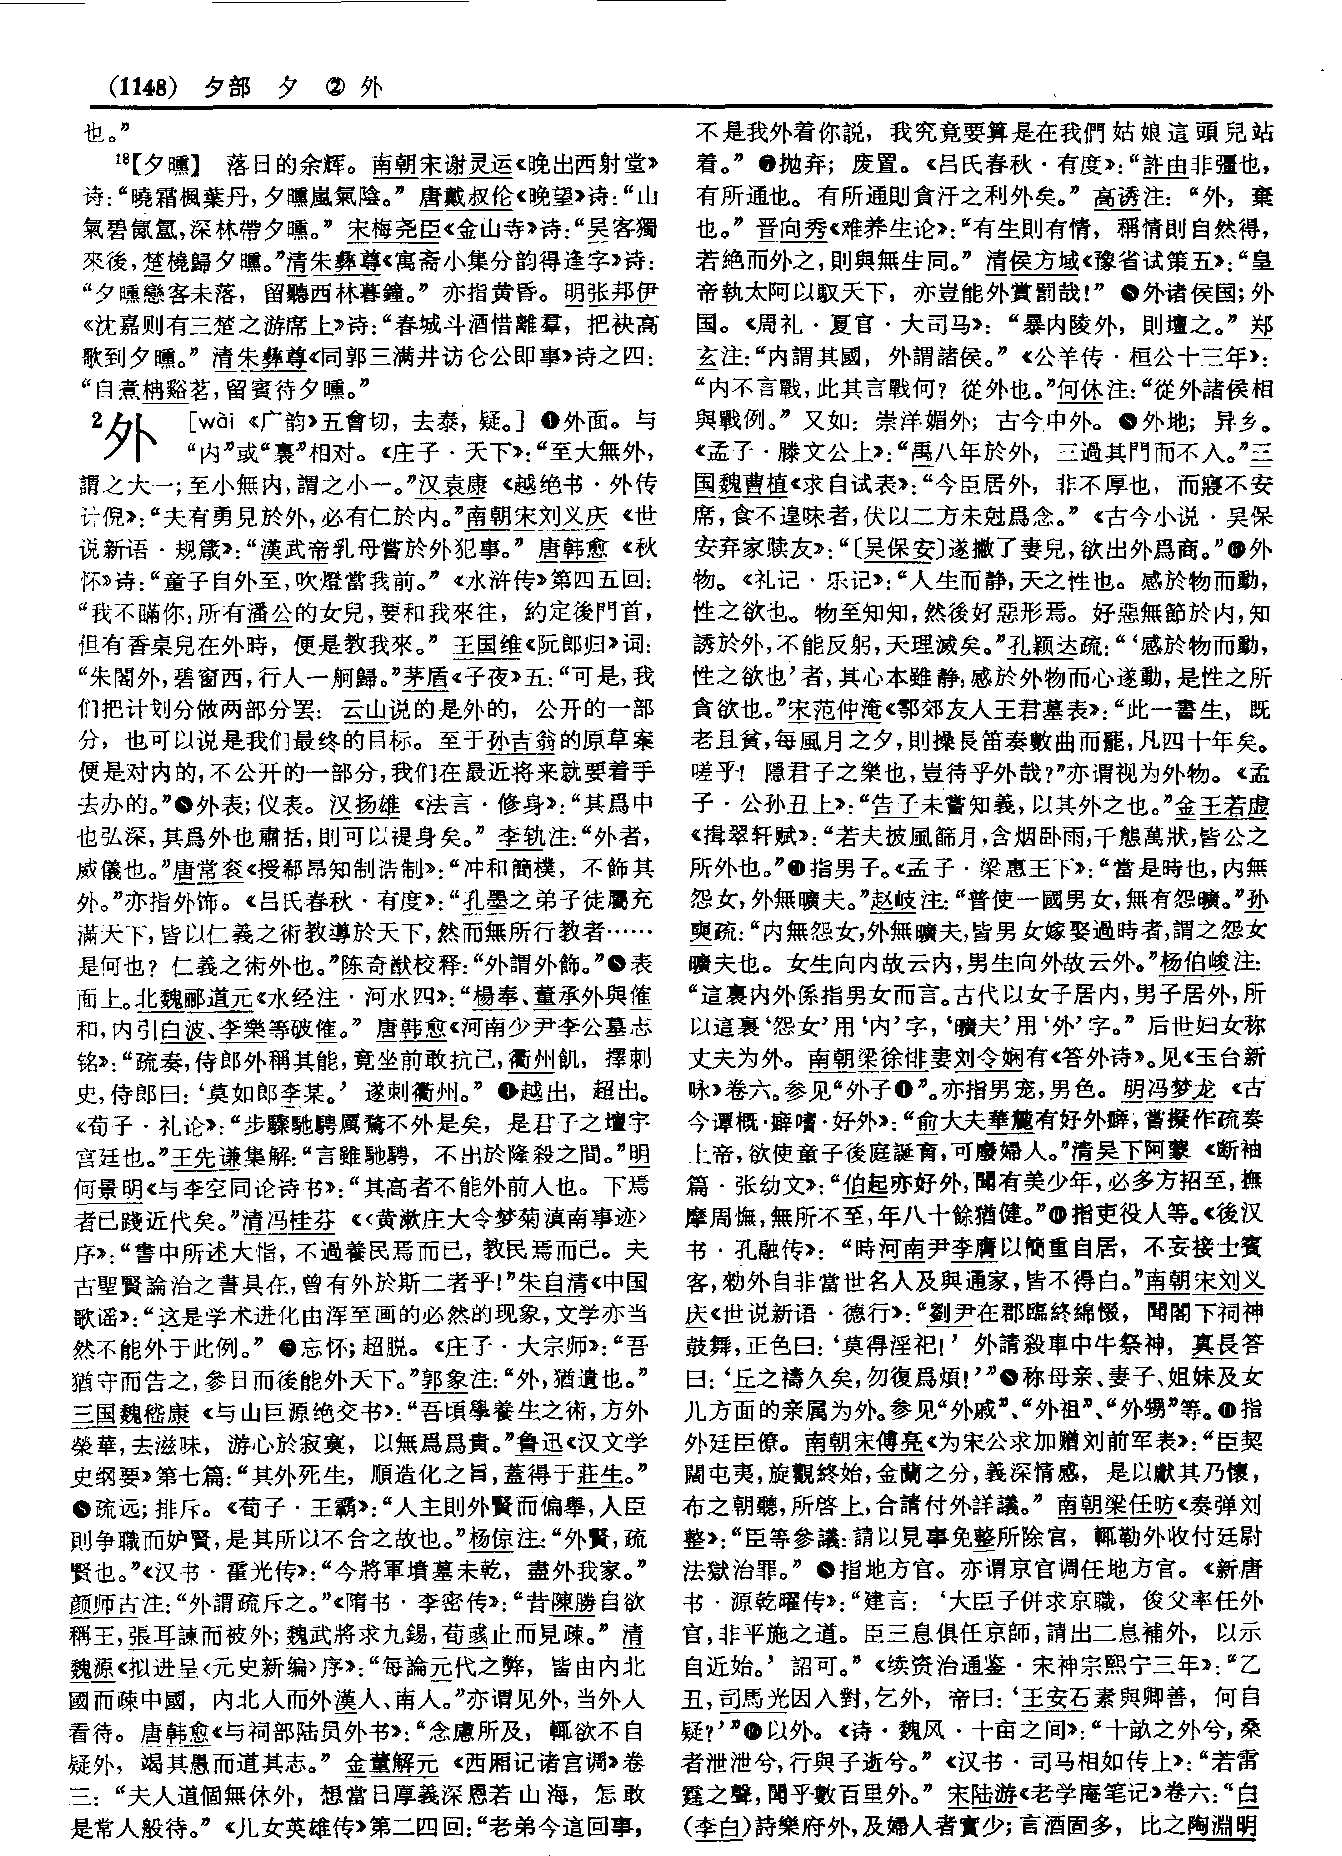 (1148) 夕部 夕 ② 外
也。”
¹⁸【夕曛】 落日的余辉。南朝宋谢灵运《晚出西射堂》
诗：“曉霜楓葉丹，夕曛嵐氣陰。” 唐戴叔伦《晚望》诗：“山
氣碧氤氲，深林帶夕曛。” 宋梅尧臣《金山寺》诗：“吴客獨
來後，楚橈歸夕曛。”清朱彝尊《寓斋小集分韵得逢字》诗：
“夕曛戀客未落，留聽西林暮鐘。” 亦指黄昏。明张邦伊
《沈嘉则有三楚之游席上》诗：“春城斗酒惜離羣，把袂高
歌到夕曛。” 清朱彝尊《同郭三满井访仑公即事》诗之四：
“自煮枏谿茗，留賓待夕曛。”
²外 [wài 《广韵》五會切，去泰，疑。] ❶外面。与
“内”或“裏”相对。《庄子·天下》：“至大無外，
謂之大一；至小無内，謂之小一。”汉袁康 《越绝书·外传
计倪》：“夫有勇見於外，必有仁於内。”南朝宋刘义庆 《世
说新语·规箴》：“漢武帝乳母嘗於外犯事。” 唐韩愈 《秋
怀》诗：“童子自外至，吹燈當我前。” 《水浒传》第四五回：
“我不瞞你，所有潘公的女兒，要和我來往，約定後門首，
但有香桌兒在外時，便是教我來。” 王国维《阮郎归》词：
“朱閣外，碧窗西，行人一舸歸。”茅盾《子夜》五：“可是，我
们把计划分做两部分罢：云山说的是外的，公开的一部
分，也可以说是我们最终的目标。至于孙吉翁的原草案
便是对内的，不公开的一部分，我们在最近将来就要着手
去办的。”❷外表；仪表。汉扬雄 《法言·修身》：“其爲中
也弘深，其爲外也肅括，則可以禔身矣。” 李轨注：“外者，
威儀也。”唐常衮《授郗昂知制诰制》：“冲和簡樸，不飾其
外。”亦指外饰。《吕氏春秋·有度》：“孔墨之弟子徒屬充
滿天下，皆以仁義之術教導於天下，然而無所行教者……
是何也？仁義之術外也。”陈奇猷校释：“外謂外飾。”❸表
面上。北魏郦道元《水经注·河水四》：“楊奉、董承外與傕
和，内引白波、李樂等破傕。” 唐韩愈《河南少尹李公墓志
铭》：“疏奏，侍郎外稱其能，竟坐前敢抗己，衢州飢，擇刺
史，侍郎曰：‘莫如郎李某。’ 遂刺衢州。” ❹越出，超出。
《荀子·礼论》：“步驟馳騁厲騖不外是矣，是君子之壇宇
宫廷也。”王先谦集解：“言雖馳騁，不出於隆殺之間。”明
何景明《与李空同论诗书》：“其高者不能外前人也。下焉
者已踐近代矣。”清冯桂芬 《〈黄漱庄大令梦菊滇南事迹〉
序》：“書中所述大恉，不過養民焉而已，教民焉而已。夫
古聖賢論治之書具在，曾有外於斯二者乎！”朱自清《中国
歌谣》：“这是学术进化由浑至画的必然的现象，文学亦当
然不能外于此例。” ❺忘怀；超脱。《庄子·大宗师》：“吾
猶守而告之，參日而後能外天下。”郭象注：“外，猶遺也。”
三国魏嵇康 《与山巨源绝交书》：“吾頃學養生之術，方外
榮華，去滋味，游心於寂寞，以無爲爲貴。”鲁迅《汉文学
史纲要》第七篇：“其外死生，順造化之旨，蓋得于莊生。”
❻疏远；排斥。《荀子·王霸》：“人主則外賢而偏舉，人臣
則争職而妒賢，是其所以不合之故也。”杨倞注：“外賢，疏
賢也。”《汉书·霍光传》：“今將軍墳墓未乾，盡外我家。”
颜师古注：“外謂疏斥之。”《隋书·李密传》：“昔陳勝自欲
稱王，張耳諫而被外；魏武將求九錫，荀彧止而見疎。” 清
魏源《拟进呈〈元史新编〉序》：“每論元代之弊，皆由内北
國而疎中國，内北人而外漢人、南人。”亦谓见外，当外人
看待。唐韩愈《与祠部陆员外书》：“念慮所及，輒欲不自
疑外，竭其愚而道其志。” 金董解元 《西厢记诸宫调》卷
三：“夫人道個無休外，想當日厚義深恩若山海，怎敢
是常人般待。” 《儿女英雄传》第二四回：“老弟今這回事，
不是我外着你説，我究竟要算是在我們姑娘這頭兒站
着。” ❼抛弃；废置。《吕氏春秋·有度》：“許由非彊也，
有所通也。有所通則貪汙之利外矣。” 高诱注：“外，棄
也。” 晋向秀《难养生论》：“有生則有情，稱情則自然得，
若絶而外之，則與無生同。” 清侯方域《豫省试策五》：“皇
帝執太阿以馭天下，亦豈能外賞罰哉！” ❽外诸侯国；外
国。《周礼·夏官·大司马》：“暴内陵外，則壇之。” 郑
玄注：“内謂其國，外謂諸侯。” 《公羊传·桓公十三年》：
“内不言戰，此其言戰何？從外也。”何休注：“從外諸侯相
與戰例。” 又如：崇洋媚外；古今中外。❾外地；异乡。
《孟子·滕文公上》：“禹八年於外，三過其門而不入。”三
国魏曹植《求自试表》：“今臣居外，非不厚也，而寢不安
席，食不遑味者，伏以二方未尅爲念。” 《古今小说·吴保
安弃家赎友》：“〔吴保安〕遂撇了妻兒，欲出外爲商。”❿外
物。《礼记·乐记》：“人生而静，天之性也。感於物而動，
性之欲也。物至知知，然後好惡形焉。好惡無節於内，知
誘於外，不能反躬，天理滅矣。”孔颖达疏：“‘感於物而動，
性之欲也’者，其心本雖静，感於外物而心遂動，是性之所
貪欲也。”宋范仲淹《鄠郊友人王君墓表》：“此一書生，既
老且貧，每風月之夕，則操長笛奏數曲而罷，凡四十年矣。
嗟乎！隱君子之樂也，豈待乎外哉？”亦谓视为外物。《孟
子·公孙丑上》：“告子未嘗知義，以其外之也。”金王若虚
《揖翠轩赋》：“若夫披風篩月，含烟卧雨，千態萬狀，皆公之
所外也。”⓫指男子。《孟子·梁惠王下》：“當是時也，内無
怨女，外無曠夫。”赵岐注：“普使一國男女，無有怨曠。”孙
奭疏：“内無怨女，外無曠夫，皆男女嫁娶過時者，謂之怨女
曠夫也。女生向内故云内，男生向外故云外。”杨伯峻注：
“這裏内外係指男女而言。古代以女子居内，男子居外，所
以這裏‘怨女’用‘内’字，‘曠夫’用‘外’字。” 后世妇女称
丈夫为外。南朝梁徐悱妻刘令娴有《答外诗》。见《玉台新
咏》卷六。参见“外子❶”。亦指男宠，男色。 明冯梦龙 《古
今谭概·癖嗜·好外》：“俞大夫華麓有好外癖，嘗擬作疏奏
上帝，欲使童子後庭誕育，可廢婦人。”清吴下阿蒙 《断袖
篇·张幼文》：“伯起亦好外，聞有美少年，必多方招至，撫
摩周恤，無所不至，年八十餘猶健。”⓬指吏役人等。《後汉
书·孔融传》：“時河南尹李膺以簡重自居，不妄接士賓
客，勑外自非當世名人及與通家，皆不得白。”南朝宋刘义
庆《世说新语·德行》：“劉尹在郡臨終綿惙，聞閣下祠神
鼓舞，正色曰：‘莫得淫祀！’ 外請殺車中牛祭神，真長答
曰：‘丘之禱久矣，勿復爲煩！’”⓭称母亲、妻子、姐妹及女
儿方面的亲属为外。参见“外戚”、“外祖”、“外甥”等。⓮指
外廷臣僚。南朝宋傅亮《为宋公求加赠刘前军表》：“臣契
闊屯夷，旋觀終始，金蘭之分，義深情感，是以獻其乃懷，
布之朝聽，所啓上，合請付外詳議。” 南朝梁任昉《奏弹刘
整》：“臣等參議：請以見事免整所除官，輒勒外收付廷尉
法獄治罪。” ⓯指地方官。亦谓京官调任地方官。《新唐
书·源乾曜传》：“建言：‘大臣子併求京職，俊父率任外
官，非平施之道。臣三息俱任京師，請出二息補外，以示
自近始。’ 詔可。” 《续资治通鉴·宋神宗熙宁三年》：“乙
丑，司馬光因入對，乞外，帝曰：‘王安石素與卿善，何自
疑？’”⓰以外。《诗·魏风·十亩之间》：“十畝之外兮，桑
者泄泄兮，行與子逝兮。” 《汉书·司马相如传上》：“若雷
霆之聲，聞乎數百里外。” 宋陆游《老学庵笔记》卷六：“白
（李白）詩樂府外，及婦人者實少；言酒固多，比之陶淵明